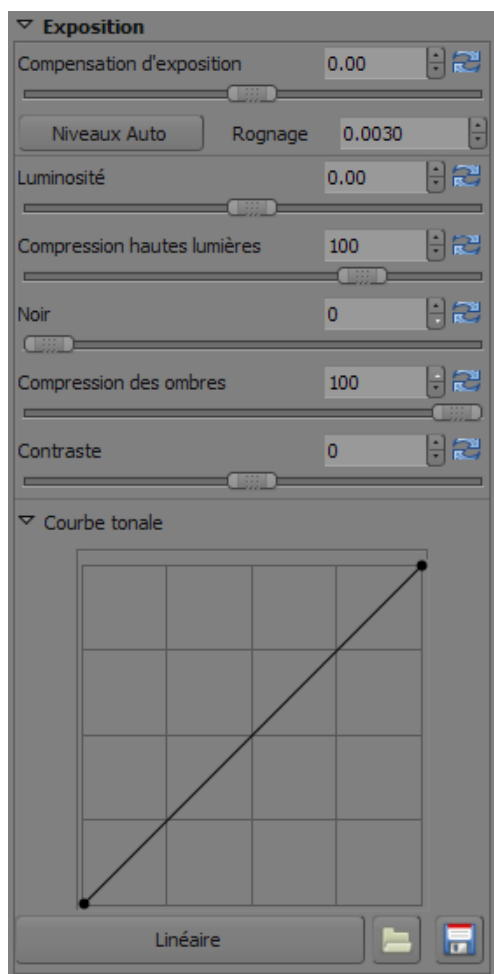 Exposition
Compensation d'exposition 0.00
Niveaux Auto Rognage 0.0030
Luminosité 0.00
Compression hautes lumières 100
Noir 0
Compression des ombres 100
Contraste 0
Courbe tonale
Linéaire